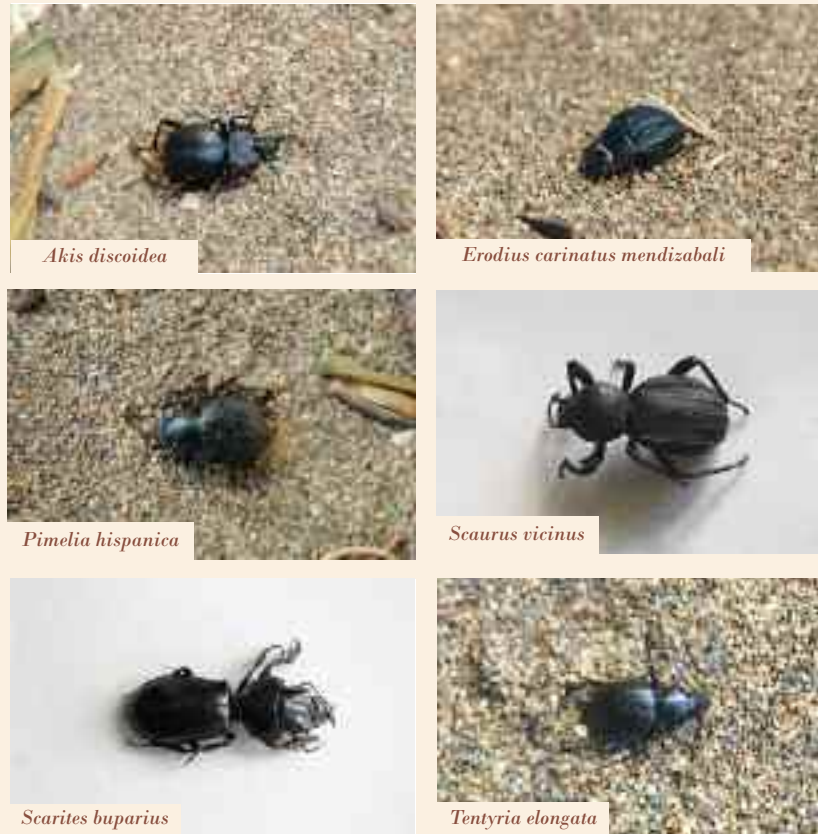 Akis discoidea
Erodius carinatus mendizabali
Pimelia hispanica
Scaurus vicinus
Scarites buparius
Tentyria elongata